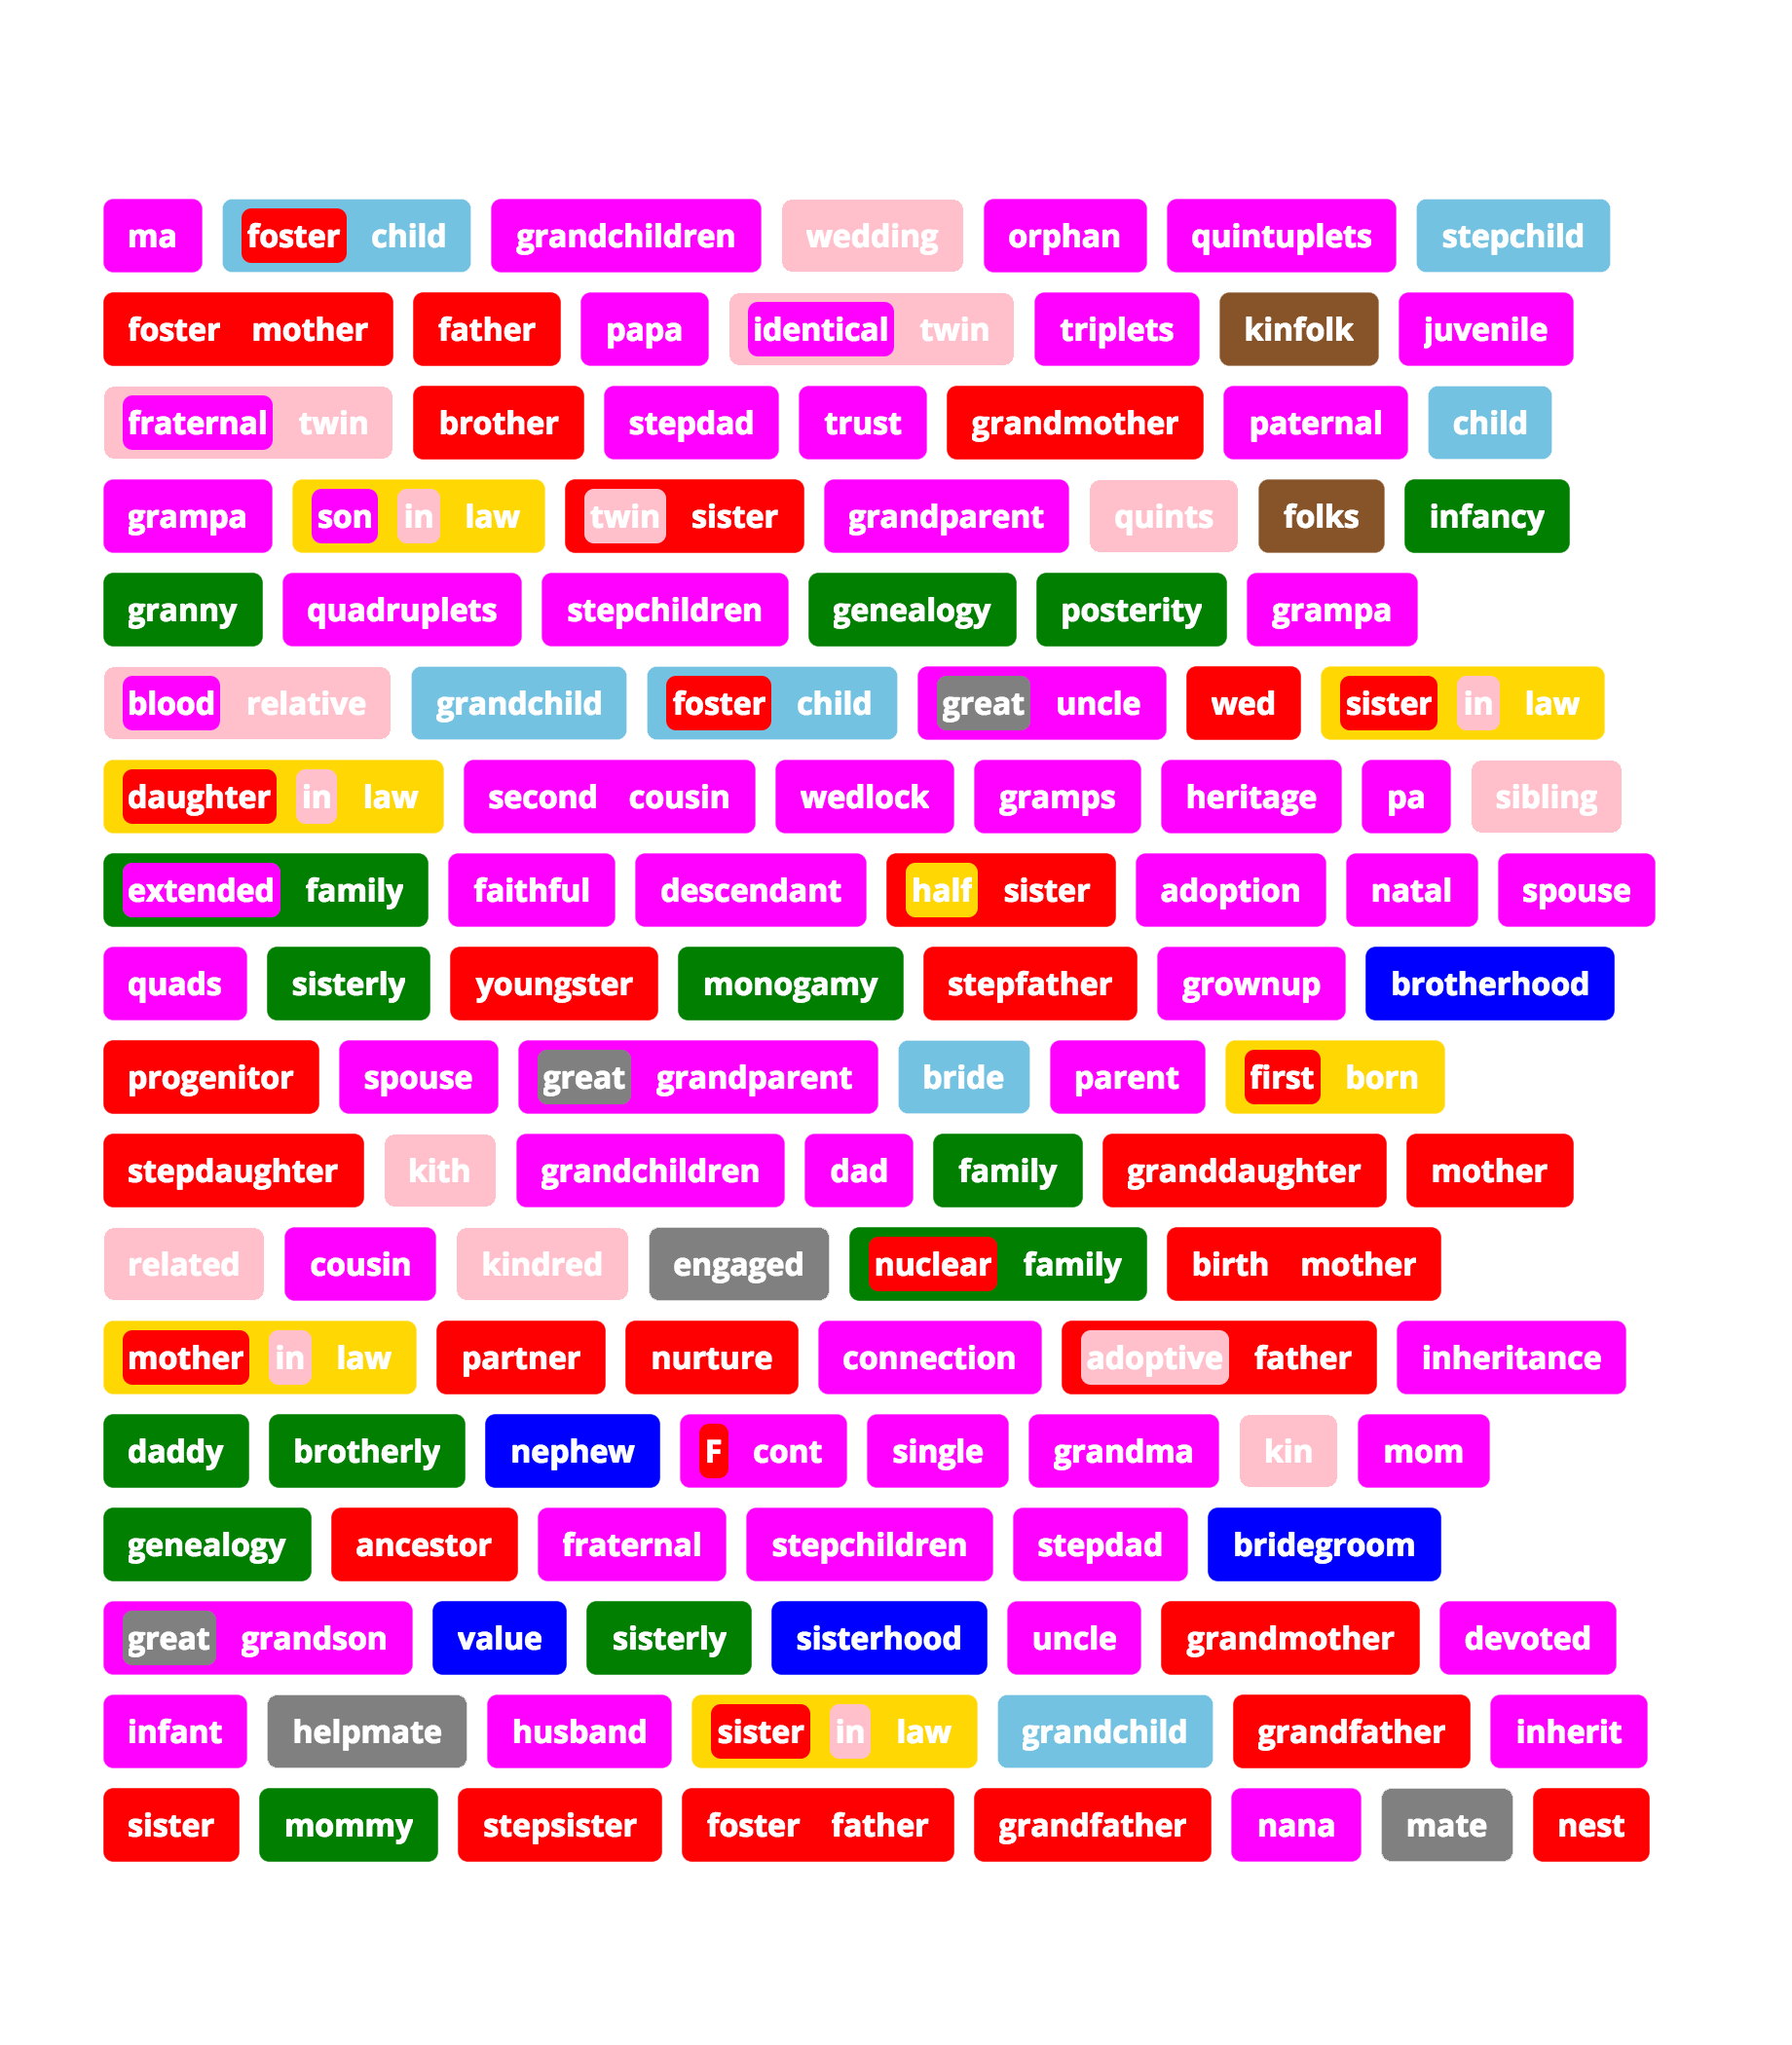 ma foster child grandchildren wedding orphan quintuplets stepchild
foster mother father papa identical twin triplets kinfolk juvenile
fraternal twin brother stepdad trust grandmother paternal child
grampa son in law twin sister grandparent quints folks infancy
granny quadruplets stepchildren genealogy posterity grampa
blood relative grandchild foster child great uncle wed sister in law
daughter in law second cousin wedlock gramps heritage pa sibling
extended family faithful descendant half sister adoption natal spouse
quads sisterly youngster monogamy stepfather grownup brotherhood
progenitor spouse great grandparent bride parent first born
stepdaughter kith grandchildren dad family granddaughter mother
related cousin kindred engaged nuclear family birth mother
mother in law partner nurture connection adoptive father inheritance
daddy brotherly nephew F cont single grandma kin mom
genealogy ancestor fraternal stepchildren stepdad bridegroom
great grandson value sisterly sisterhood uncle grandmother devoted
infant helpmate husband sister in law grandchild grandfather inherit
sister mommy stepsister foster father grandfather nana mate nest